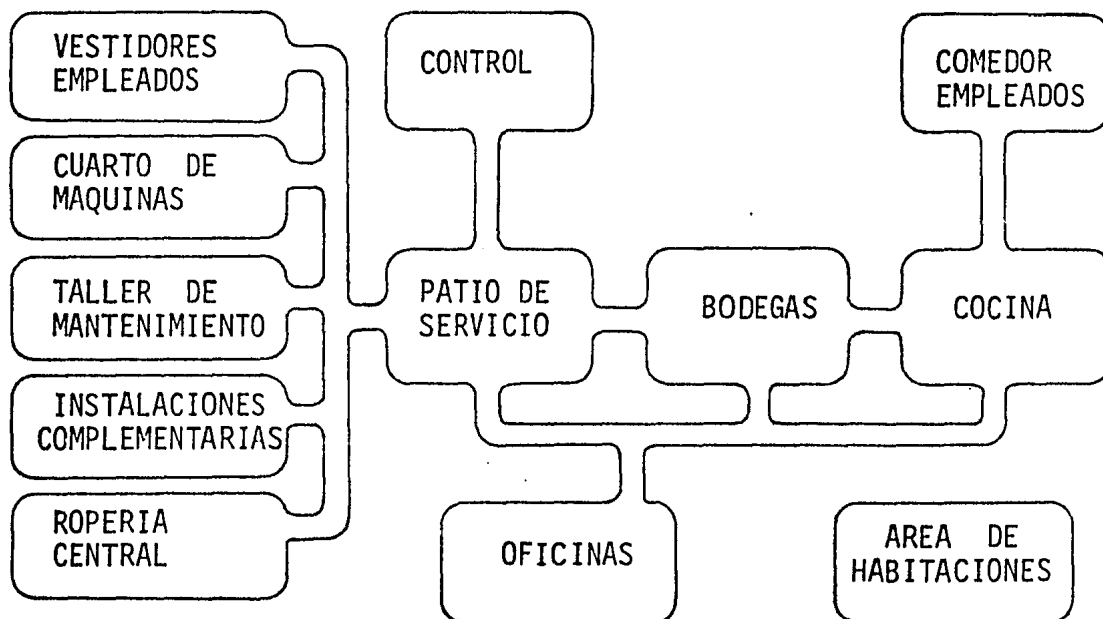 VESTIDORES
EMPLEADOS
CONTROL
COMEDOR
EMPLEADOS
CUARTO DE
MAQUINAS
TALLER DE
MANTENIMIENTO
PATIO DE
SERVICIO
BODEGAS
COCINA
INSTALACIONES
COMPLEMENTARIAS
ROPERIA
CENTRAL
OFICINAS
AREA DE
HABITACIONES